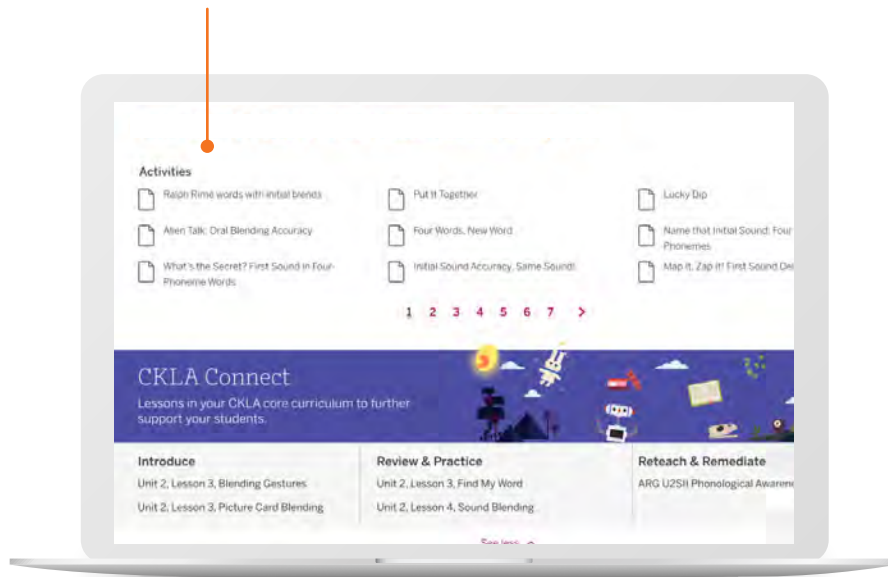 Activities
Ralph Rime words with initial blends
Put It Together
Lucky Dip
Alien Talk: Oral Blending Accuracy
Four Words, New Word
Name that Initial Sound: Four
Phonemes
What's the Secret? First Sound in Four-
Phoneme Words
Initial Sound Accuracy, Same Sound!
Map it, Zap it! First Sound De
1 2 3 4 5 6 7 >
CKLA Connect
Lessons in your CKLA core curriculum to further
support your students.
Introduce
Unit 2, Lesson 3, Blending Gestures
Unit 2, Lesson 3, Picture Card Blending
Review & Practice
Unit 2, Lesson 3, Find My Word
Unit 2, Lesson 4, Sound Blending
Reteach & Remediate
ARG U2SII Phonological Awarene
See less